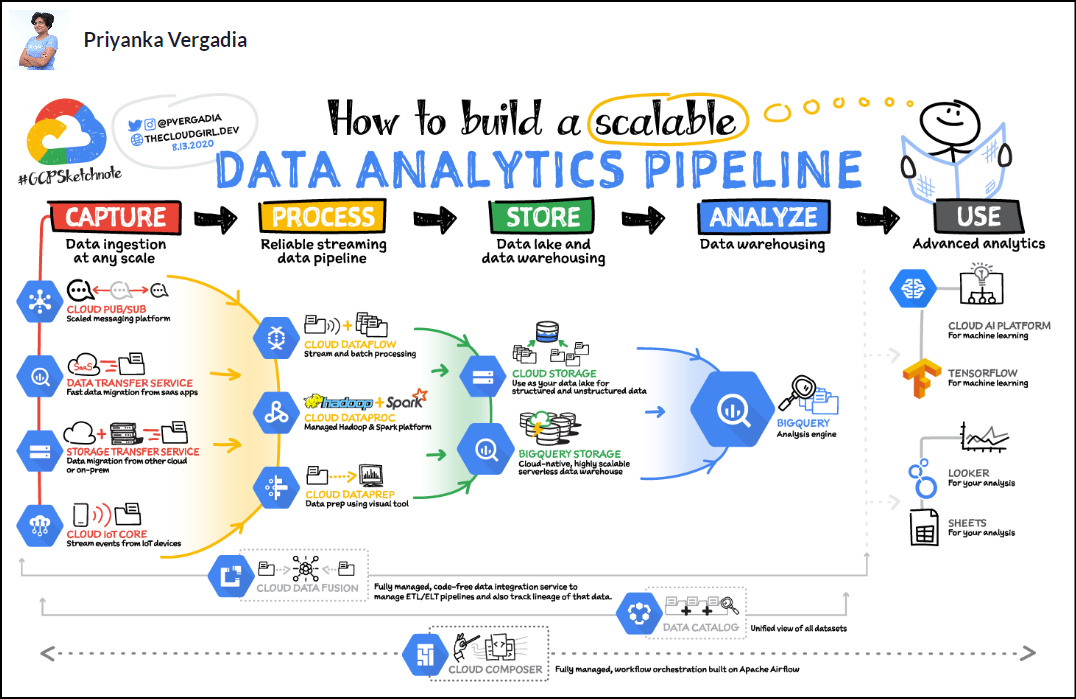 Priyanka Vergadia
@PVERGADIA
THECLOUDGIRL.DEV
8.13.2020
#GCPSketchnote
How to build a scalable
DATA ANALYTICS PIPELINE
CAPTURE
Data ingestion
at any scale
PROCESS
Reliable streaming
data pipeline
STORE
Data lake and
data warehousing
ANALYZE
Data warehousing
USE
Advanced analytics
CLOUD PUB/SUB
Scaled messaging platform
SaaS
DATA TRANSFER SERVICE
Fast data migration from saas apps
STORAGE TRANSFER SERVICE
Data migration from other cloud
or on-prem
CLOUD IoT CORE
Stream events from IoT devices
CLOUD DATAFLOW
Stream and batch processing
hadoop + Spark
CLOUD DATAPROC
Managed Hadoop & Spark platform
CLOUD DATAPREP
Data prep using visual tool
CLOUD STORAGE
Use as your data lake for
structured and unstructured data
BIGQUERY STORAGE
Cloud-native, highly scalable
serverless data warehouse
BIGQUERY
Analysis engine
CLOUD AI PLATFORM
For machine learning
TENSORFLOW
For machine learning
LOOKER
For your analysis
SHEETS
For your analysis
CLOUD DATA FUSION
Fully managed, code-free data integration service to
manage ETL/ELT pipelines and also track lineage of that data.
DATA CATALOG
Unified view of all datasets
CLOUD COMPOSER
Fully managed, workflow orchestration built on Apache Airflow